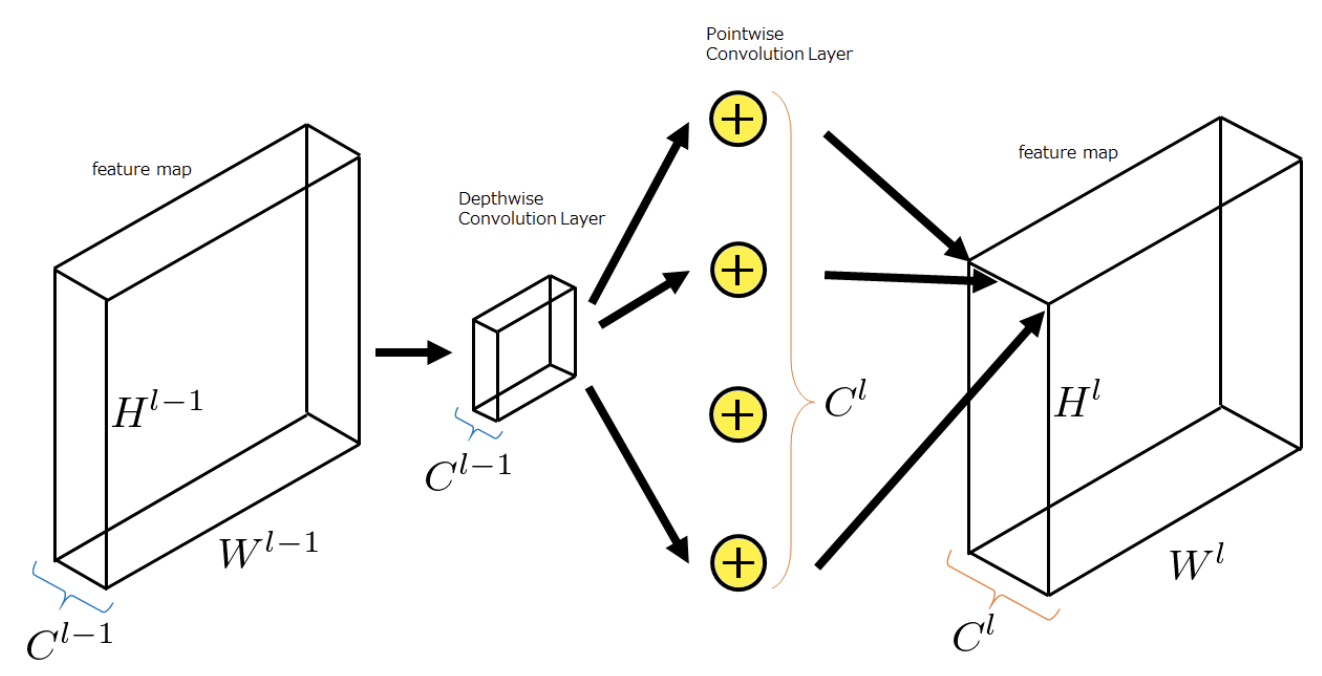 Pointwise
Convolution Layer
feature map
feature map
Depthwise
Convolution Layer
+
+
+
+
H^{l-1}
C^l
H^l
C^{l-1}
W^{l-1}
W^l
C^{l-1}
C^l